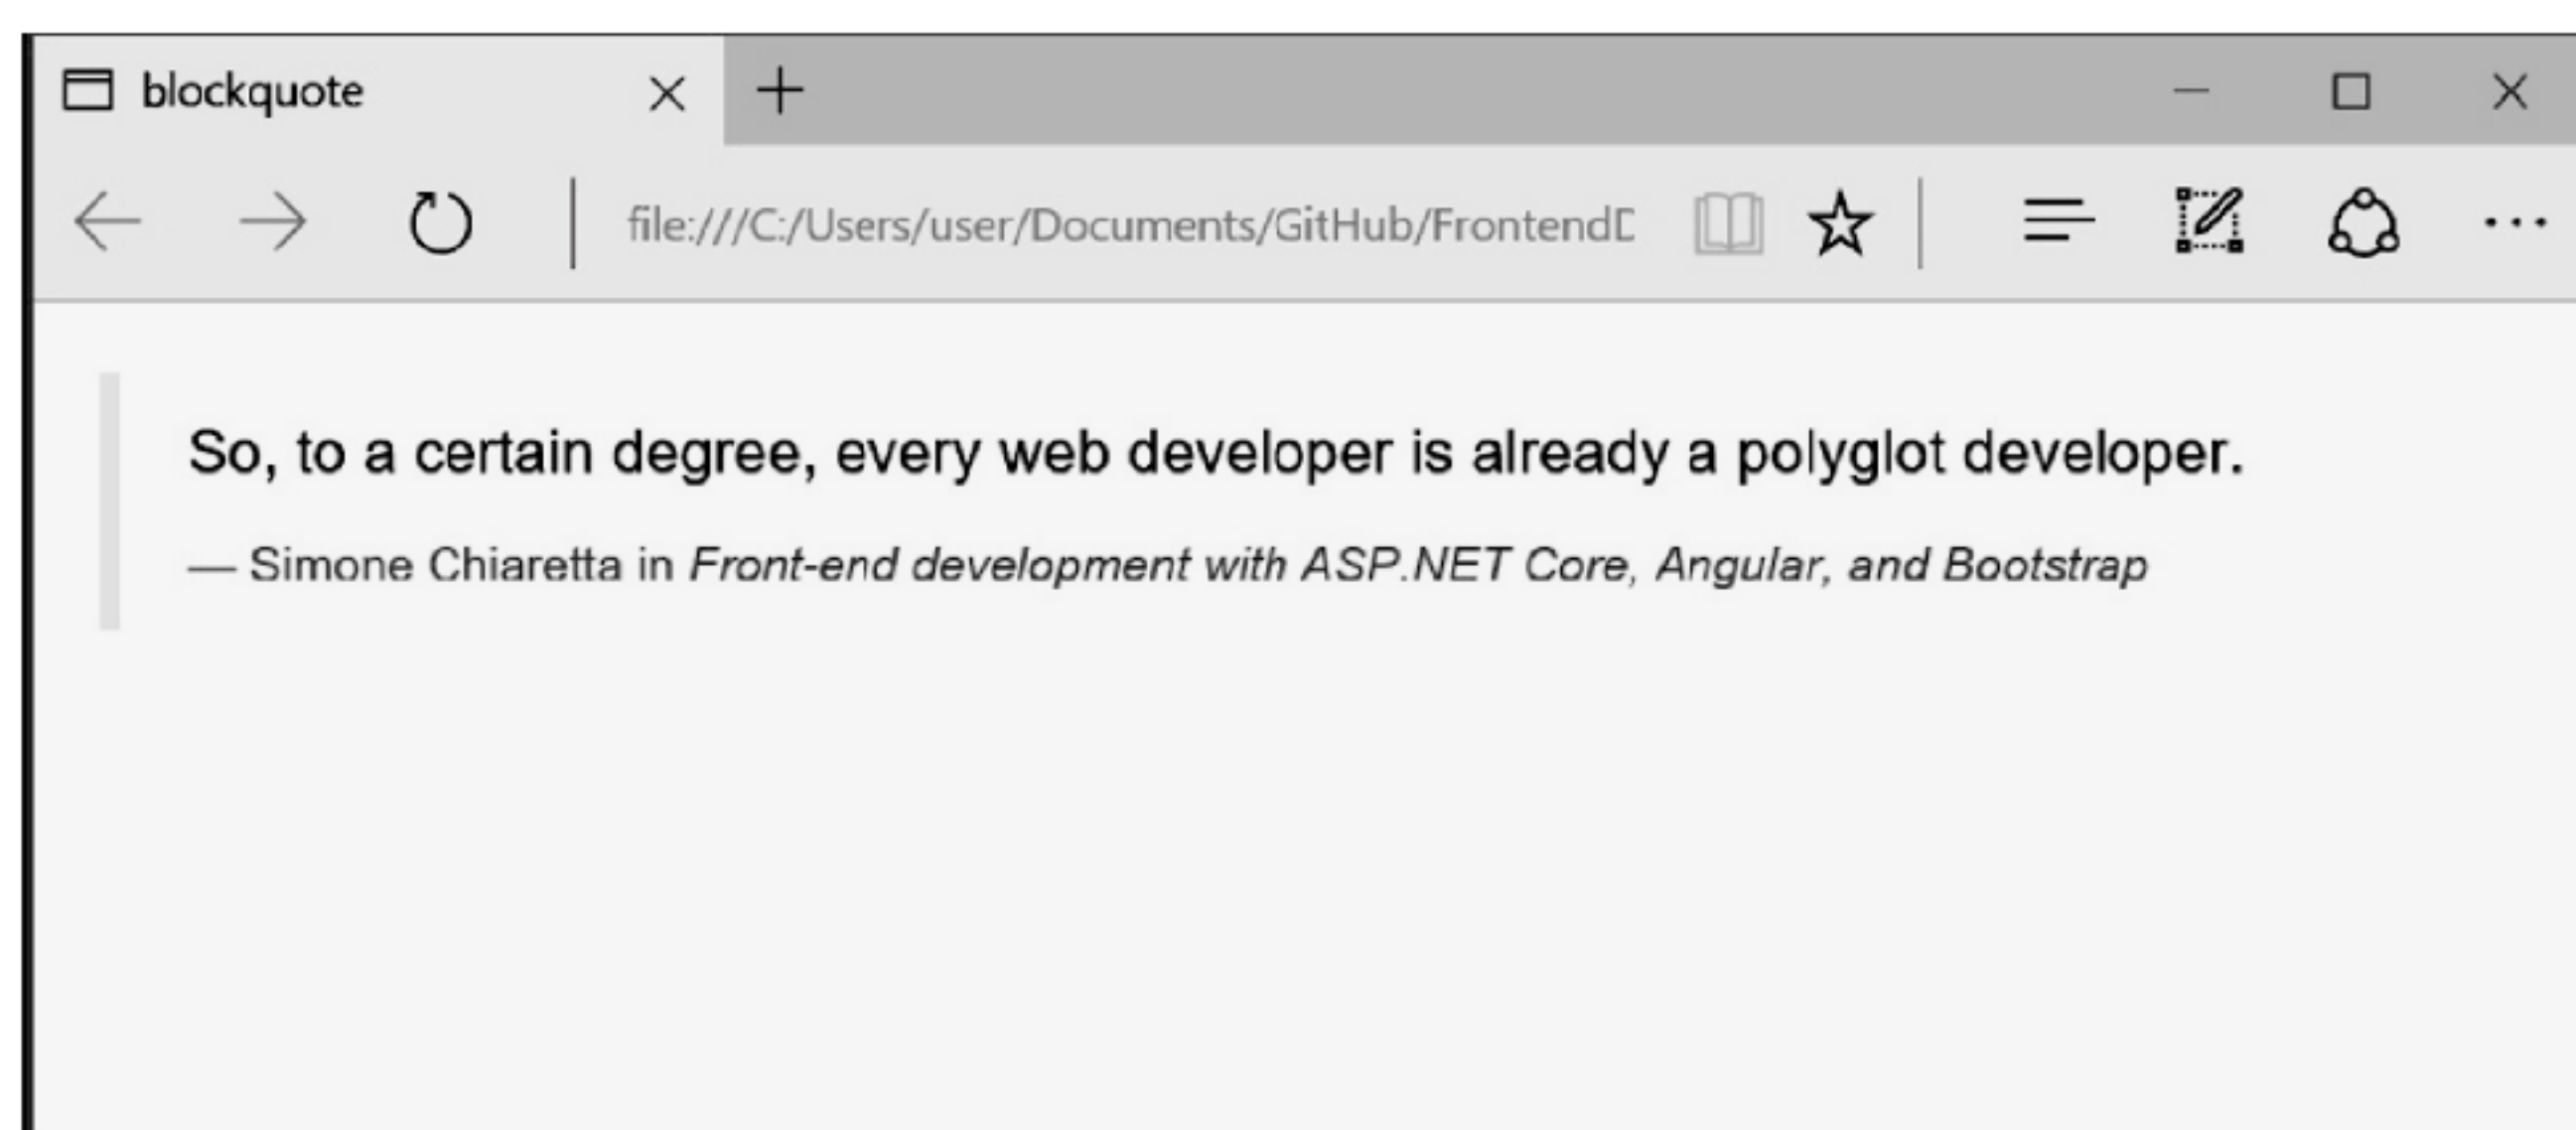 blockquote
file:///C:/Users/user/Documents/GitHub/FrontendD
So, to a certain degree, every web developer is already a polyglot developer.
— Simone Chiaretta in Front-end development with ASP.NET Core, Angular, and Bootstrap